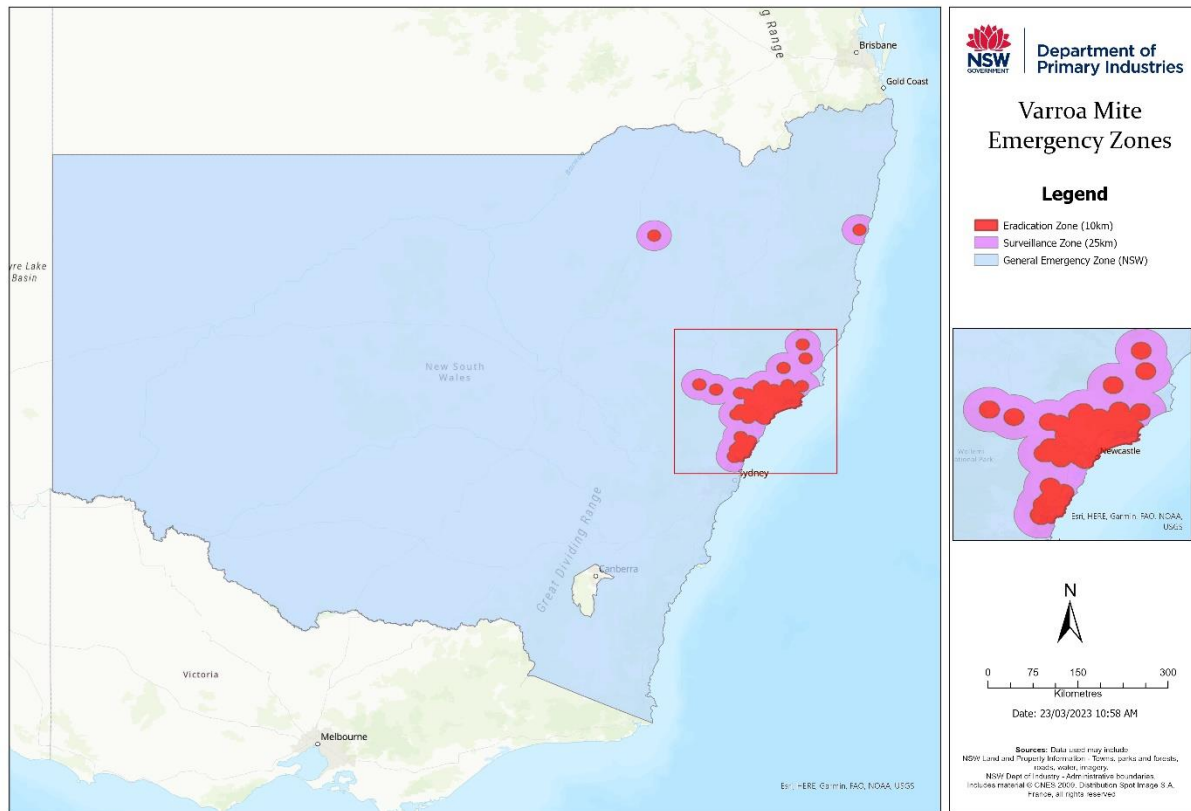 ng Range
Brisbane
Gold Coast
yre Lake
Basin
New South
Wales
Sydney
Great Dividing Range
Canberra
Victoria
Melbourne
Esri, HERE, Garmin, FAO, NOAA, USGS
NSW
GOVERNMENT
Department of
Primary Industries
Varroa Mite
Emergency Zones
Legend
Eradication Zone (10km)
Surveillance Zone (25km)
General Emergency Zone (NSW)
Newcastle
Esri, HERE, Garmin, FAO, NOAA,
USGS
N
0 75 150 300
Kilometres
Date: 23/03/2023 10:58 AM
Sources: Data used may include
NSW Land and Property Information - Towns, parks and forests,
roads, water, imagery.
NSW Dept of Industry - Administrative boundaries.
Includes material © CNES 2009, Distribution Spot Image S.A.
France, all rights reserved